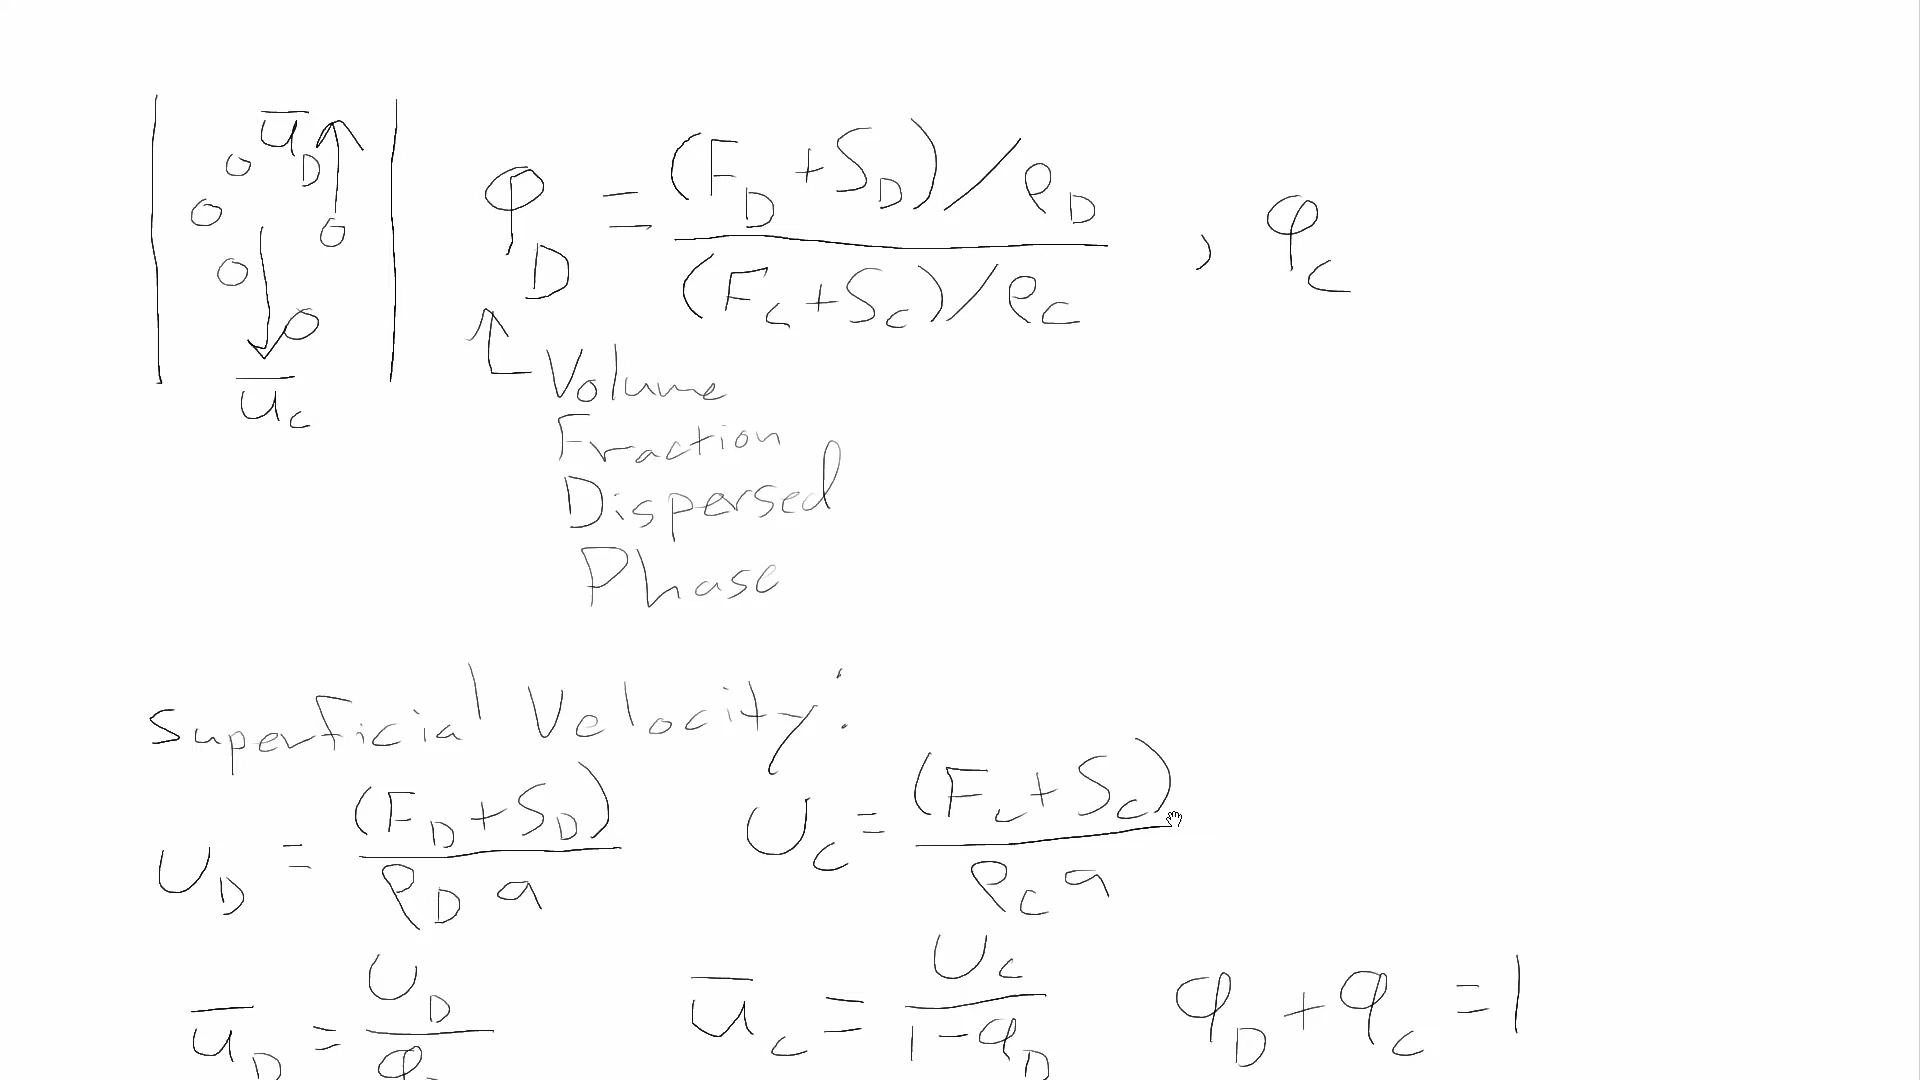 ū_D
φ_D = (F_D + S_D)/ρ_D / (F_C + S_C)/ρ_C , φ_C
ū_C
Volume
Fraction
Dispersed
Phase
Superficial Velocity:
U_D = (F_D + S_D) / ρ_D a
U_C = (F_C + S_C) / ρ_C a
ū_D = U_D / φ
ū_C = U_C / 1 - φ_D
φ_D + φ_C = 1